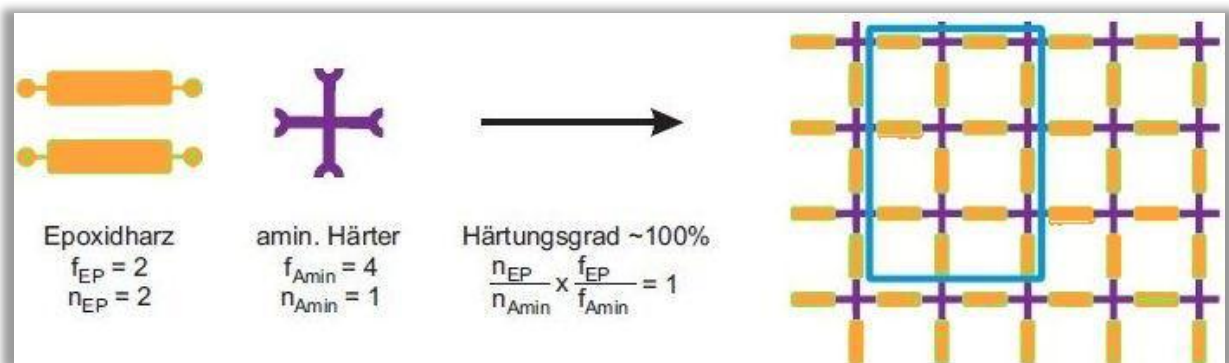 Epoxidharz
f_EP = 2
n_EP = 2
amin. Härter
f_Amin = 4
n_Amin = 1
Härtungsgrad ~100%
n_EP / n_Amin x f_EP / f_Amin = 1